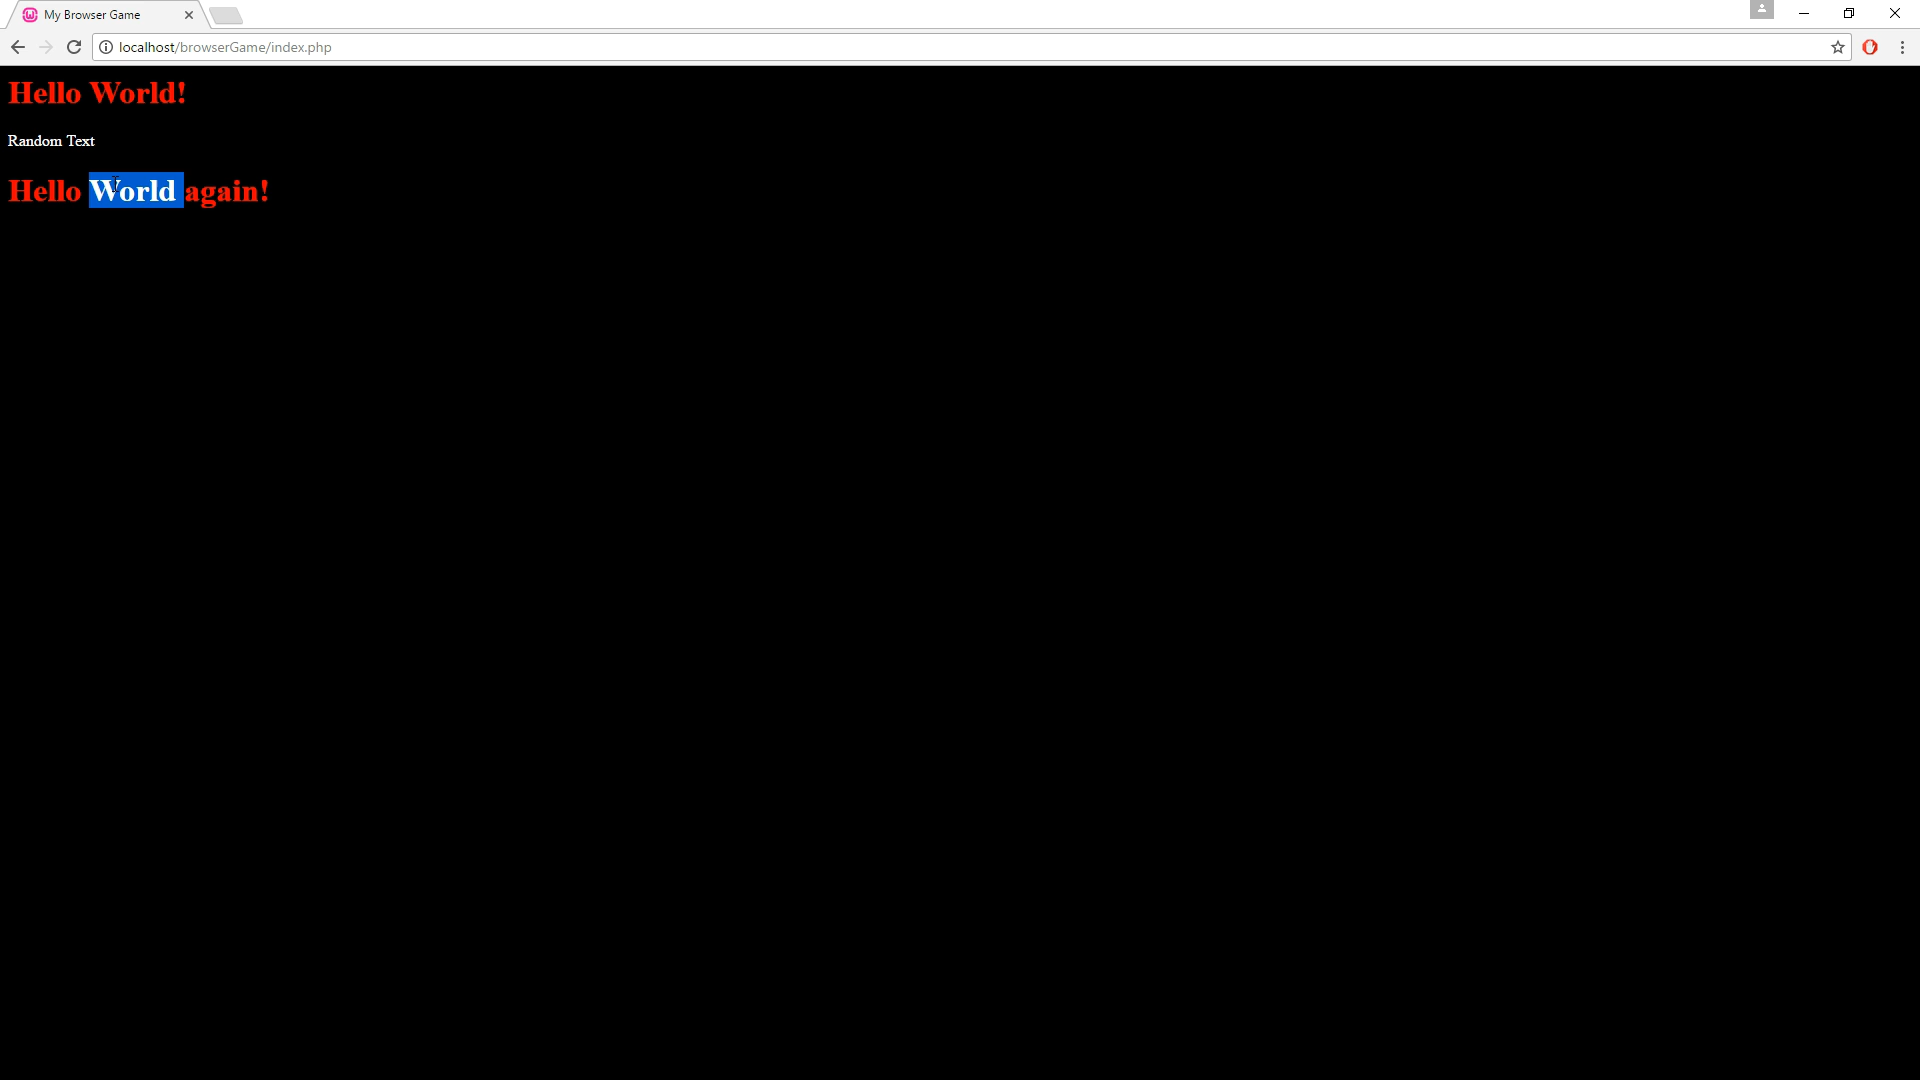 My Browser Game
localhost/browserGame/index.php
Hello World!
Random Text
Hello World again!